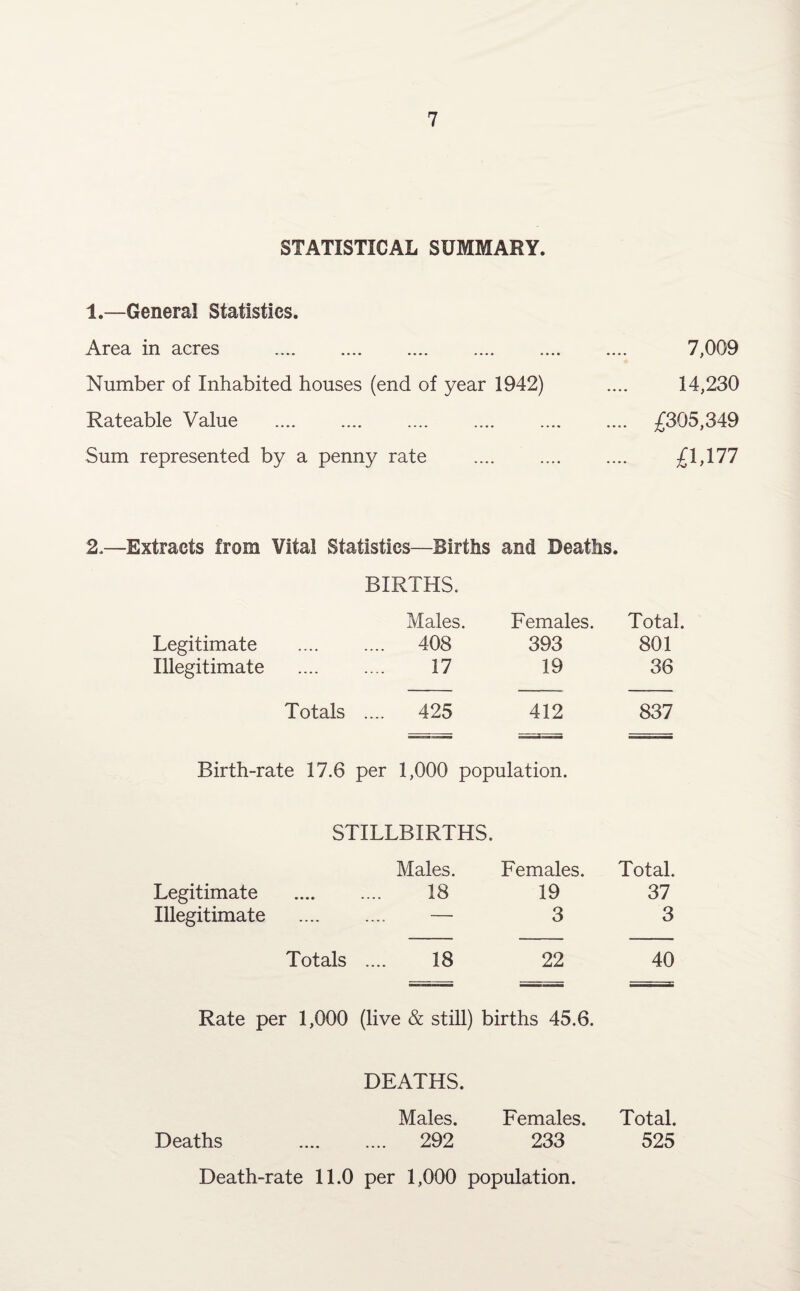 7
STATISTICAL SUMMARY.
1.—General Statistics.
Area in acres .... .... .... .... .... .... 7,009
Number of Inhabited houses (end of year 1942) .... 14,230
Rateable Value .... .... .... .... .... .... £305,349
Sum represented by a penny rate .... .... .... £1,177
2.—Extracts from Vital Statistics—Births and Deaths.
BIRTHS.
Males. Females. Total.
Legitimate .... .... 408 393 801
Illegitimate .... .... 17 19 36
Totals .... 425 412 837
Birth-rate 17.6 per 1,000 population.
STILLBIRTHS.
Males. Females. Total.
Legitimate .... .... 18 19 37
Illegitimate .... .... — 3 3
Totals .... 18 22 40
Rate per 1,000 (live & still) births 45.6.
DEATHS.
Males. Females. Total.
Deaths .... .... 292 233 525
Death-rate 11.0 per 1,000 population.